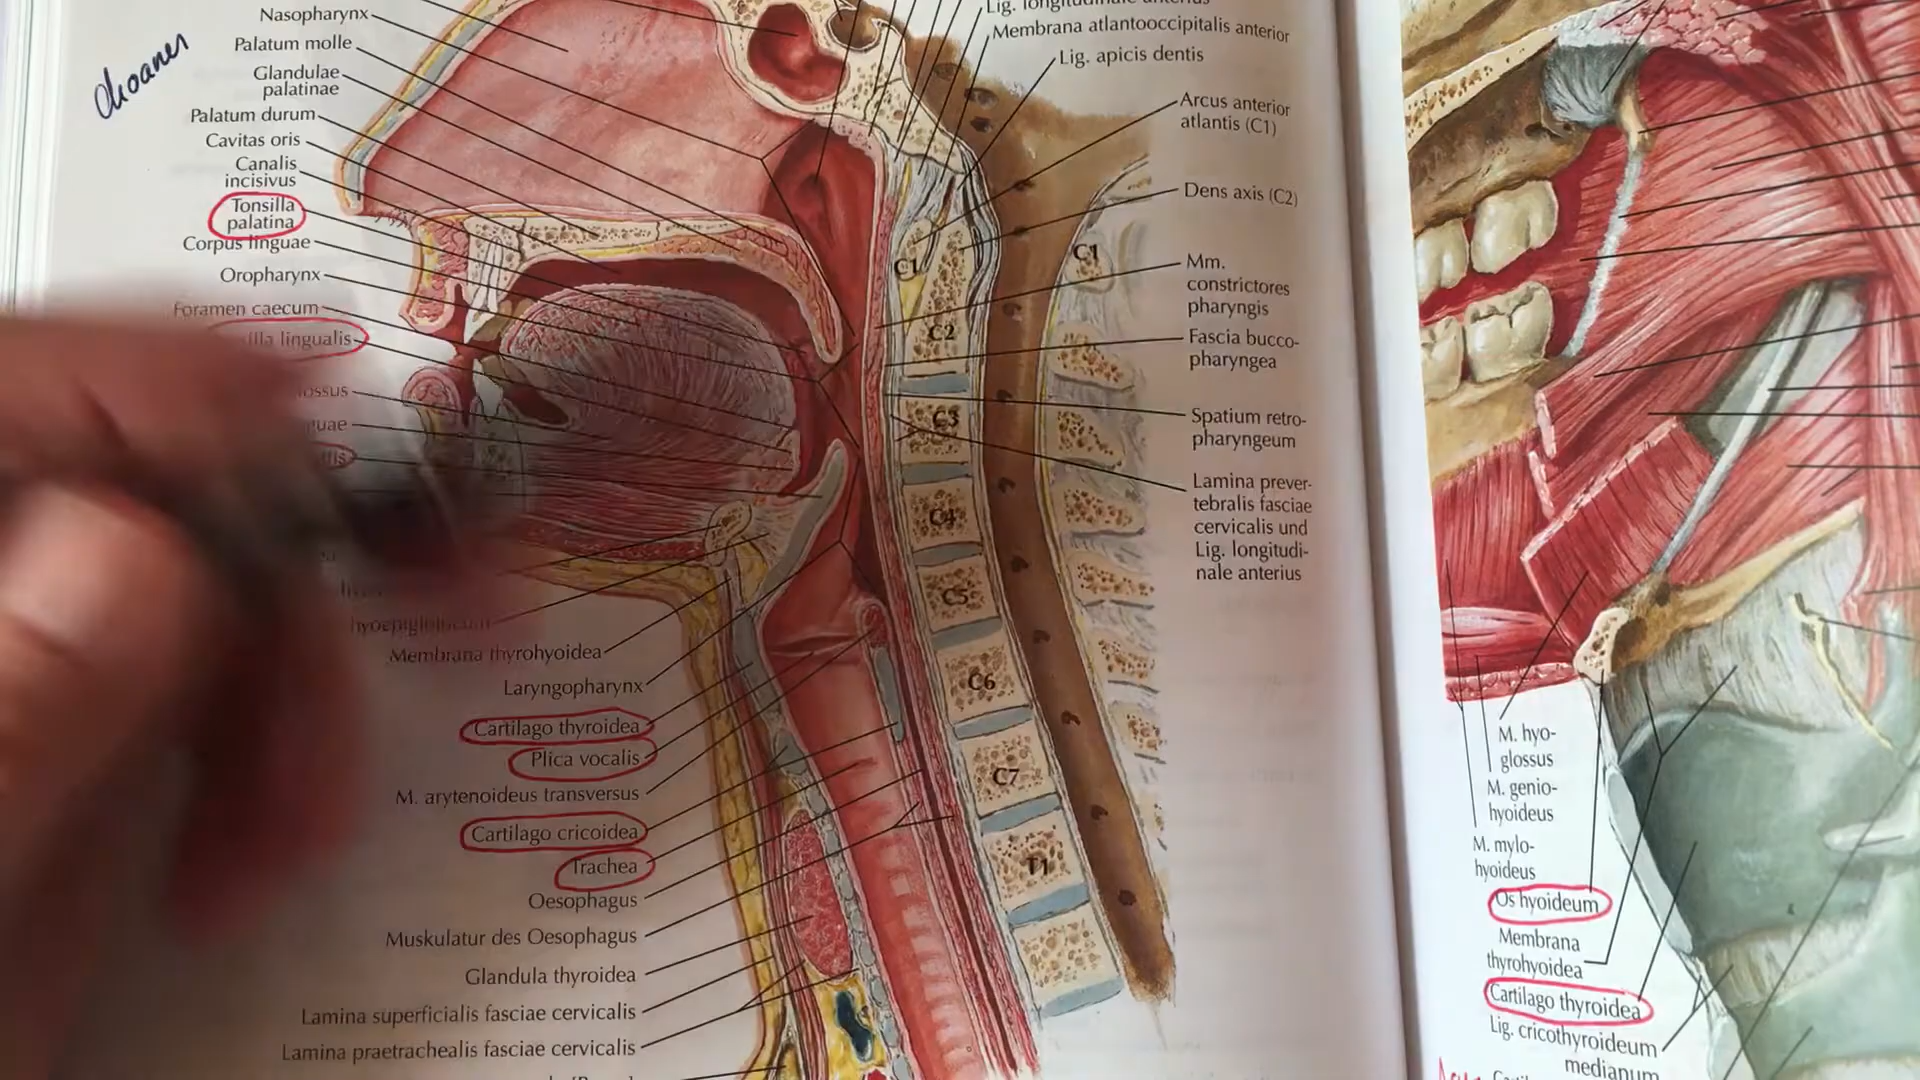 choanen
Nasopharynx
Palatum molle
Glandulae
palatinae
Palatum durum
Cavitas oris
Canalis
incisivus
Tonsilla
palatina
Corpus linguae
Oropharynx
Foramen caecum
lingualis
Membrana thyrohyoidea
Laryngopharynx
Cartilago thyroidea
Plica vocalis
M. arytenoideus transversus
Cartilago cricoidea
Trachea
Oesophagus
Muskulatur des Oesophagus
Glandula thyroidea
Lamina superficialis fasciae cervicalis
Lamina praetrachealis fasciae cervicalis
C1
C2
C3
C4
C5
C6
C7
T1
C1
Membrana atlantooccipitalis anterior
Lig. apicis dentis
Arcus anterior
atlantis (C1)
Dens axis (C2)
Mm.
constrictores
pharyngis
Fascia bucco-
pharyngea
Spatium retro-
pharyngeum
Lamina prever-
tebralis fasciae
cervicalis und
Lig. longitudi-
nale anterius
M. hyo-
glossus
M. genio-
hyoideus
M. mylo-
hyoideus
Os hyoideum
Membrana
thyrohyoidea
Cartilago thyroidea
Lig. cricothyroideum
medianum